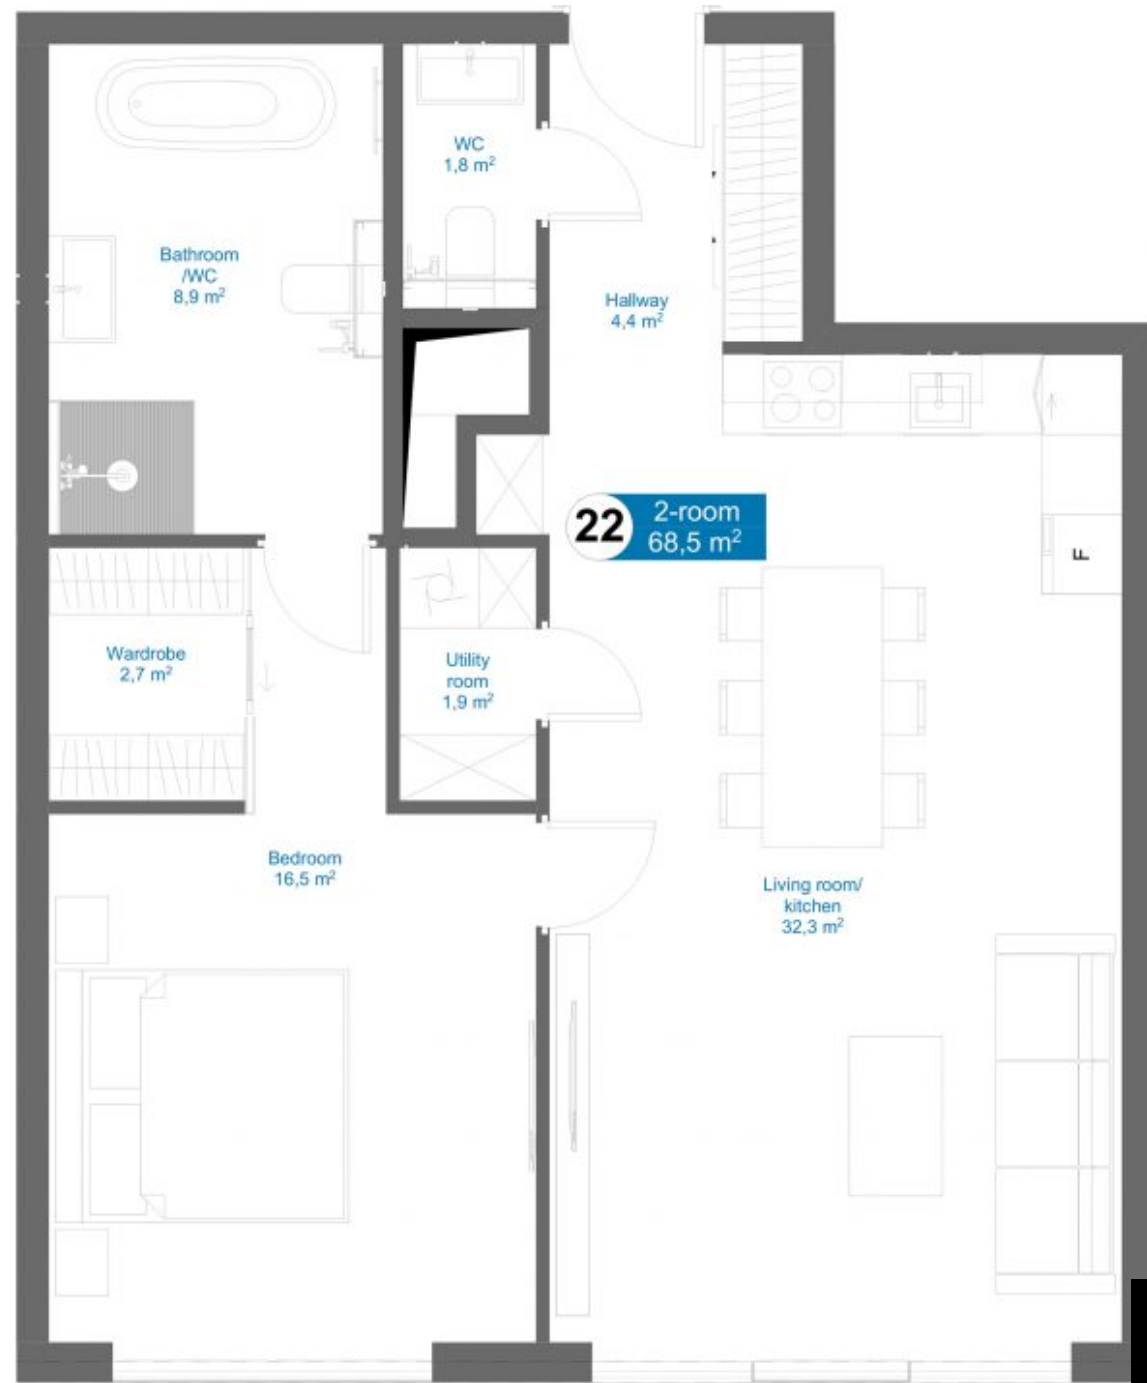 WC
1,8 m²
Bathroom
/WC
8,9 m²
Hallway
4,4 m²
22
2-room
68,5 m²
F
Wardrobe
2,7 m²
Utility
room
1,9 m²
Bedroom
16,5 m²
Living room/
kitchen
32,3 m²